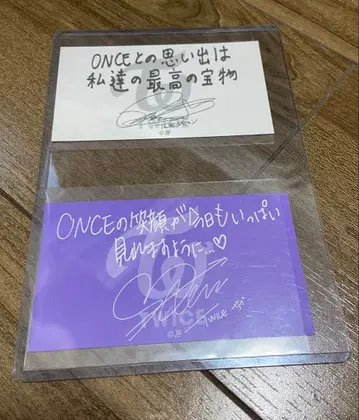 ONCEとの思い出は
私達の最高の宝物
TWICE
ONCEの笑顔が今日もいっぱい
見れますように...♡
TWICE